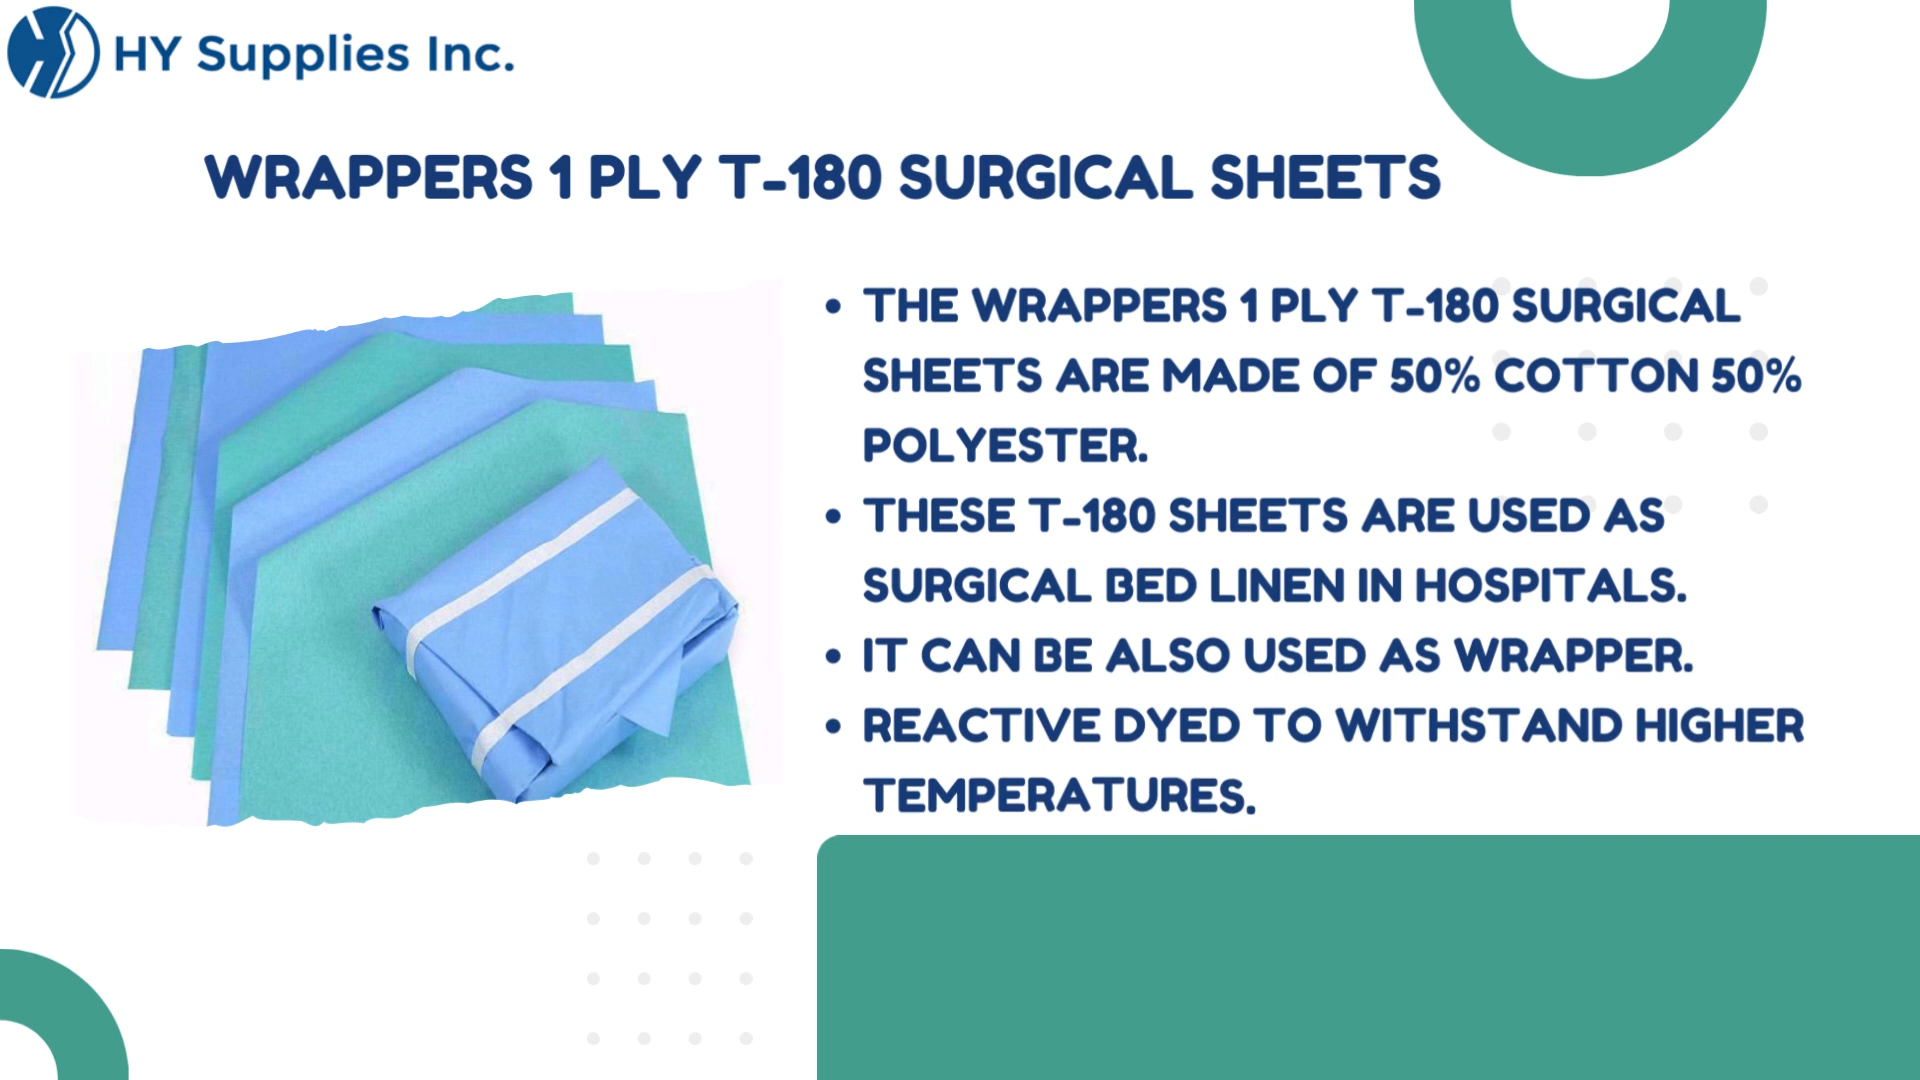 HY Supplies Inc.
WRAPPERS 1 PLY T-180 SURGICAL SHEETS
• THE WRAPPERS 1 PLY T-180 SURGICAL
SHEETS ARE MADE OF 50% COTTON 50%
POLYESTER.
• THESE T-180 SHEETS ARE USED AS
SURGICAL BED LINEN IN HOSPITALS.
• IT CAN BE ALSO USED AS WRAPPER.
• REACTIVE DYED TO WITHSTAND HIGHER
TEMPERATURES.